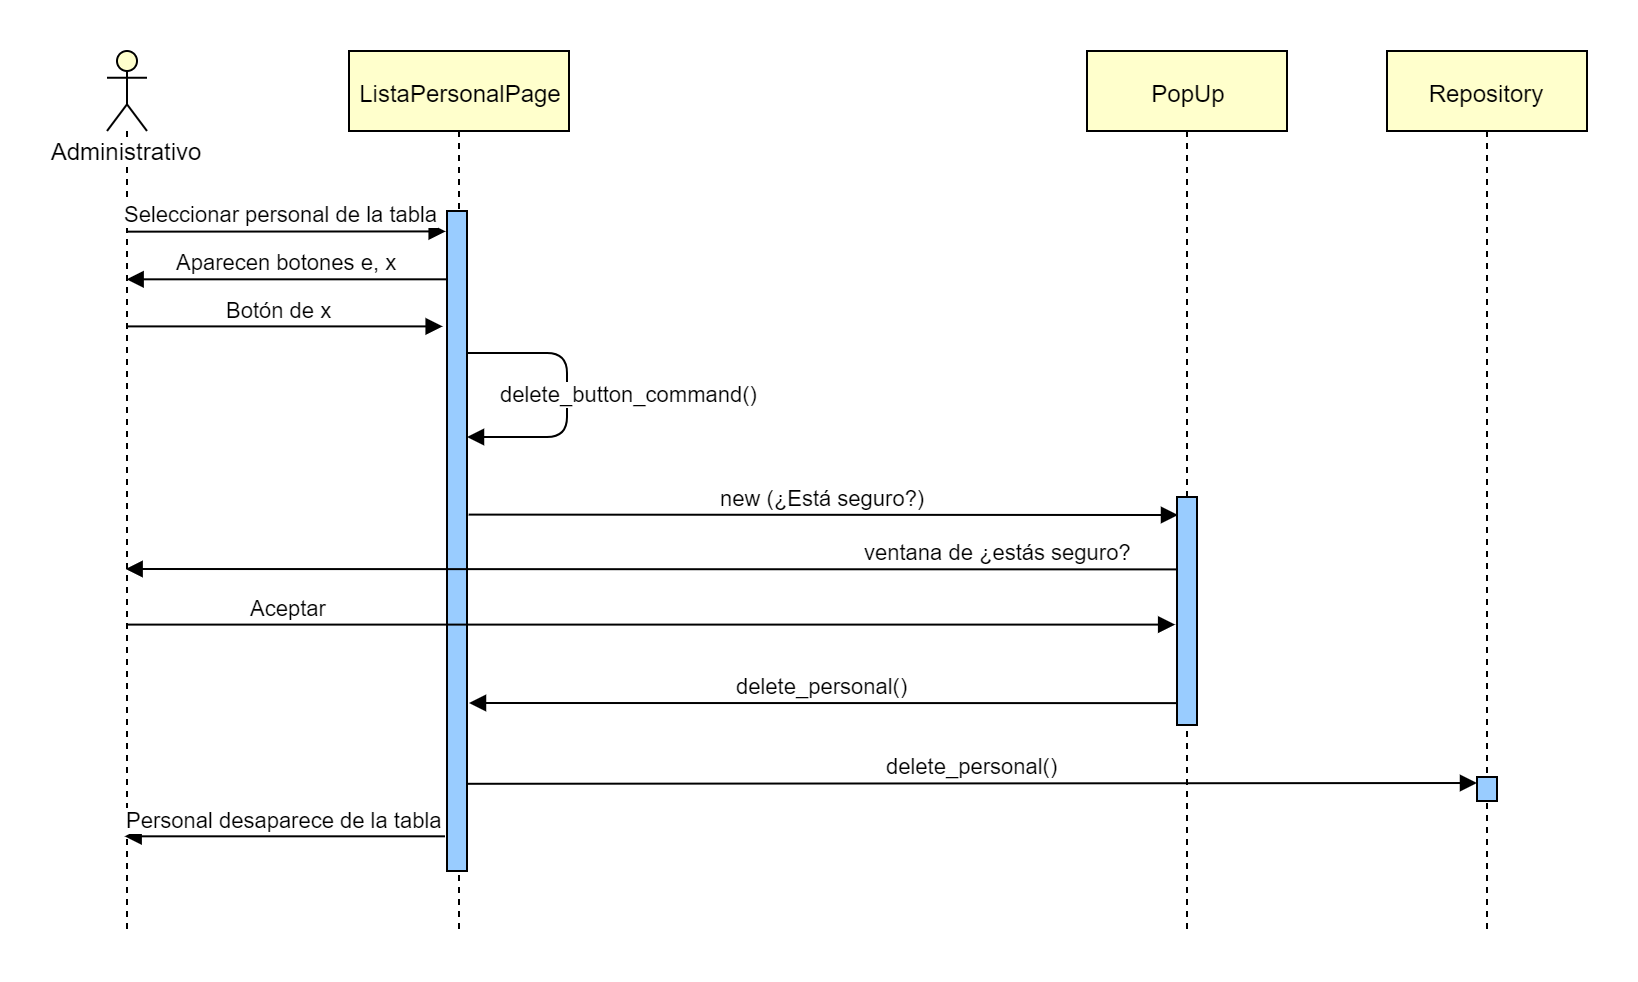 ListaPersonalPage
PopUp
Repository
Administrativo
Seleccionar personal de la tabla
Aparecen botones e, x
Botón de x
delete_button_command()
new (¿Está seguro?)
ventana de ¿estás seguro?
Aceptar
delete_personal()
delete_personal()
Personal desaparece de la tabla